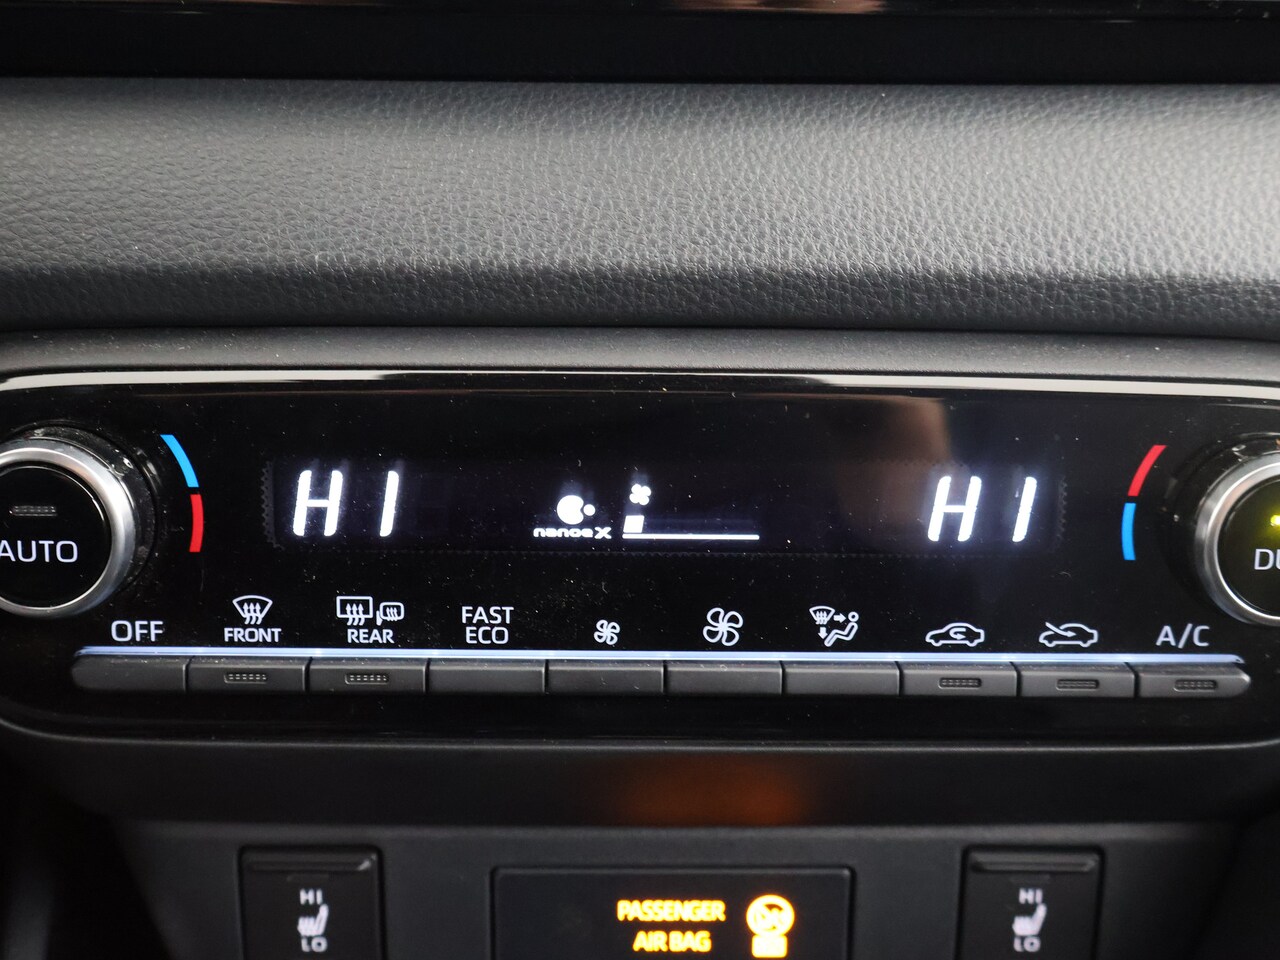 HI HI
nanoe X
AUTO
DU
OFF FRONT REAR FAST ECO A/C
HI HI
LO LO
PASSENGER
AIR BAG